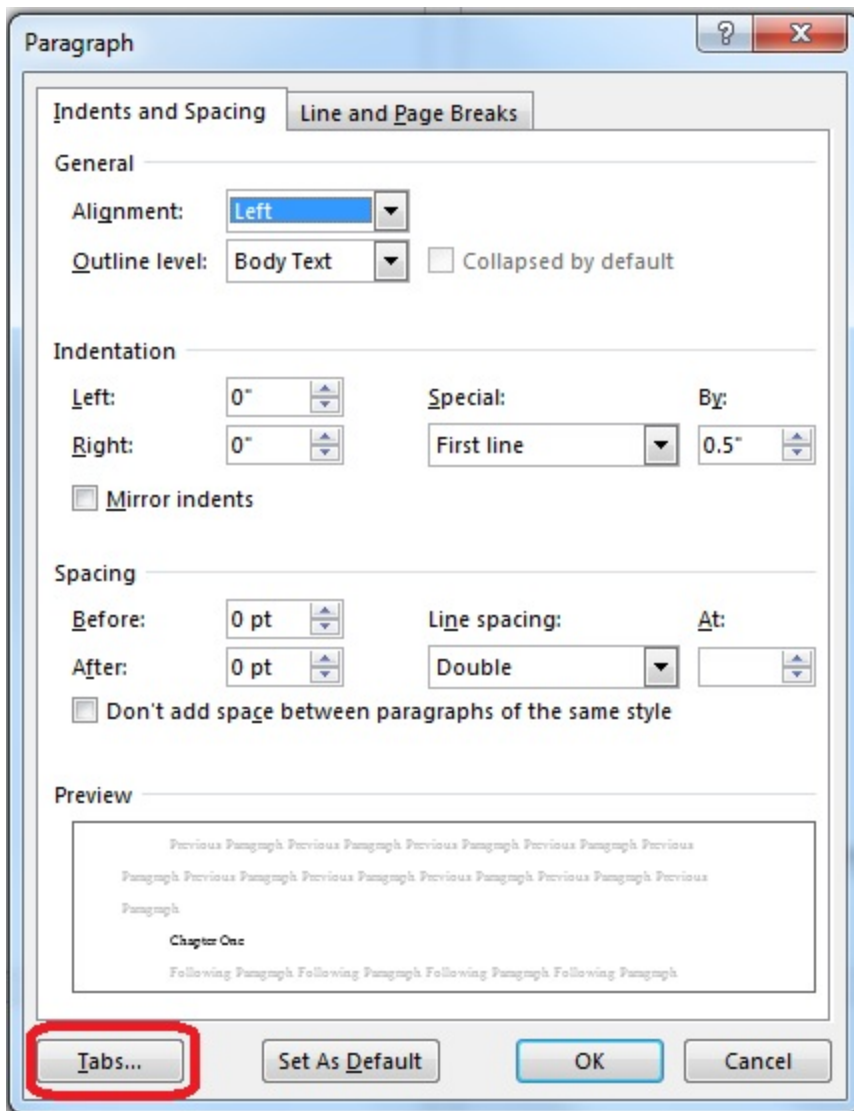 Paragraph
Indents and Spacing
Line and Page Breaks
General
Alignment: Left
Outline level: Body Text Collapsed by default
Indentation
Left: 0" Special: By:
Right: 0" First line 0.5"
Mirror indents
Spacing
Before: 0 pt Line spacing: At:
After: 0 pt Double
Don't add space between paragraphs of the same style
Preview
Previous Paragraph Previous Paragraph Previous Paragraph Previous Paragraph Previous
Paragraph Previous Paragraph Previous Paragraph Previous Paragraph Previous Paragraph Previous
Paragraph
Chapter One
Following Paragraph Following Paragraph Following Paragraph Following Paragraph
Tabs... Set As Default OK Cancel